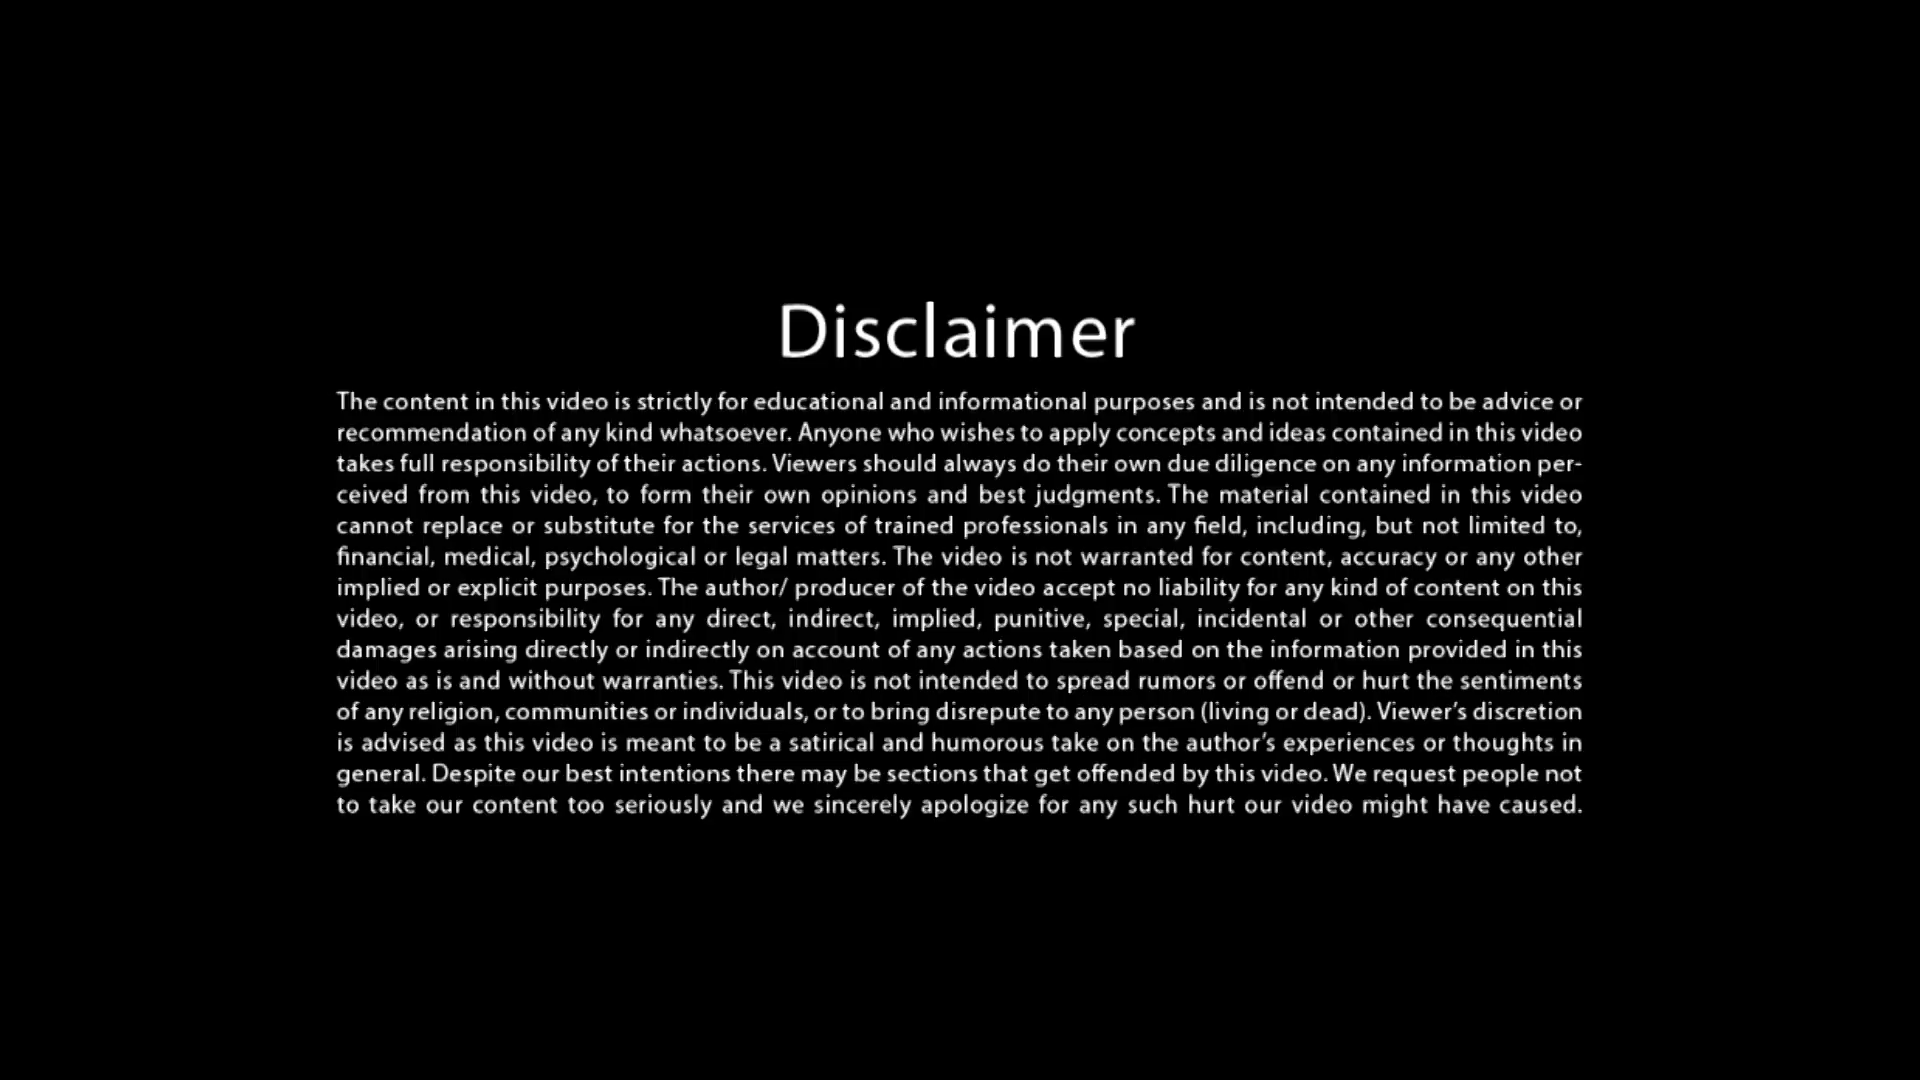 Disclaimer
The content in this video is strictly for educational and informational purposes and is not intended to be advice or
recommendation of any kind whatsoever. Anyone who wishes to apply concepts and ideas contained in this video
takes full responsibility of their actions. Viewers should always do their own due diligence on any information per-
ceived from this video, to form their own opinions and best judgments. The material contained in this video
cannot replace or substitute for the services of trained professionals in any field, including, but not limited to,
financial, medical, psychological or legal matters. The video is not warranted for content, accuracy or any other
implied or explicit purposes. The author/ producer of the video accept no liability for any kind of content on this
video, or responsibility for any direct, indirect, implied, punitive, special, incidental or other consequential
damages arising directly or indirectly on account of any actions taken based on the information provided in this
video as is and without warranties. This video is not intended to spread rumors or offend or hurt the sentiments
of any religion, communities or individuals, or to bring disrepute to any person (living or dead). Viewer’s discretion
is advised as this video is meant to be a satirical and humorous take on the author’s experiences or thoughts in
general. Despite our best intentions there may be sections that get offended by this video. We request people not
to take our content too seriously and we sincerely apologize for any such hurt our video might have caused.